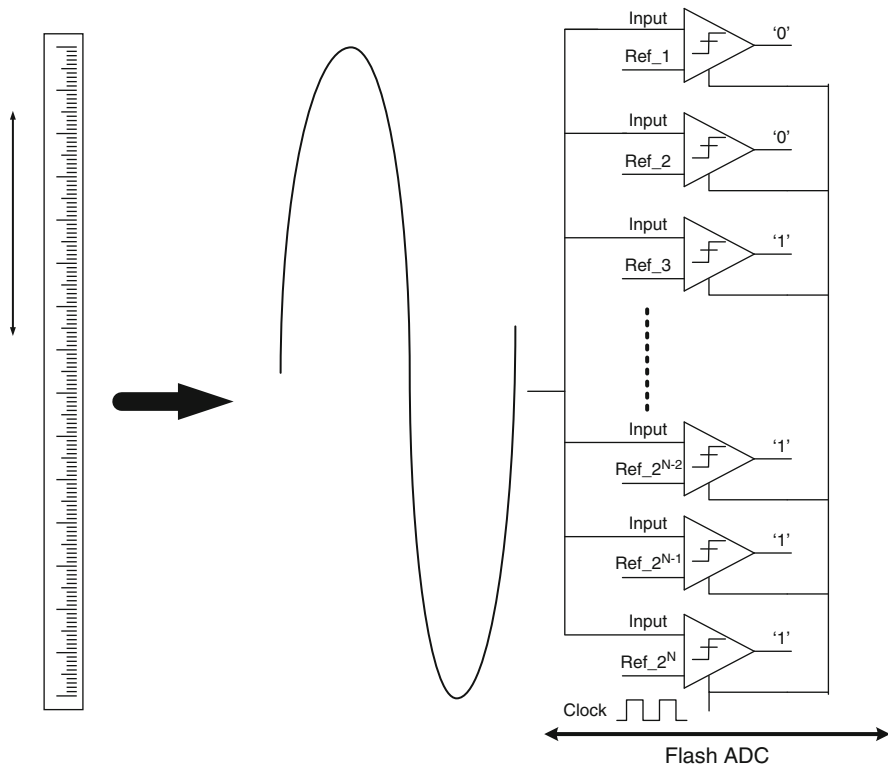 Input
Ref_1
'0'
Input
Ref_2
'0'
Input
Ref_3
'1'
Input
Ref_2^{N-2}
'1'
Input
Ref_2^{N-1}
'1'
Input
Ref_2^{N}
'1'
Clock
Flash ADC